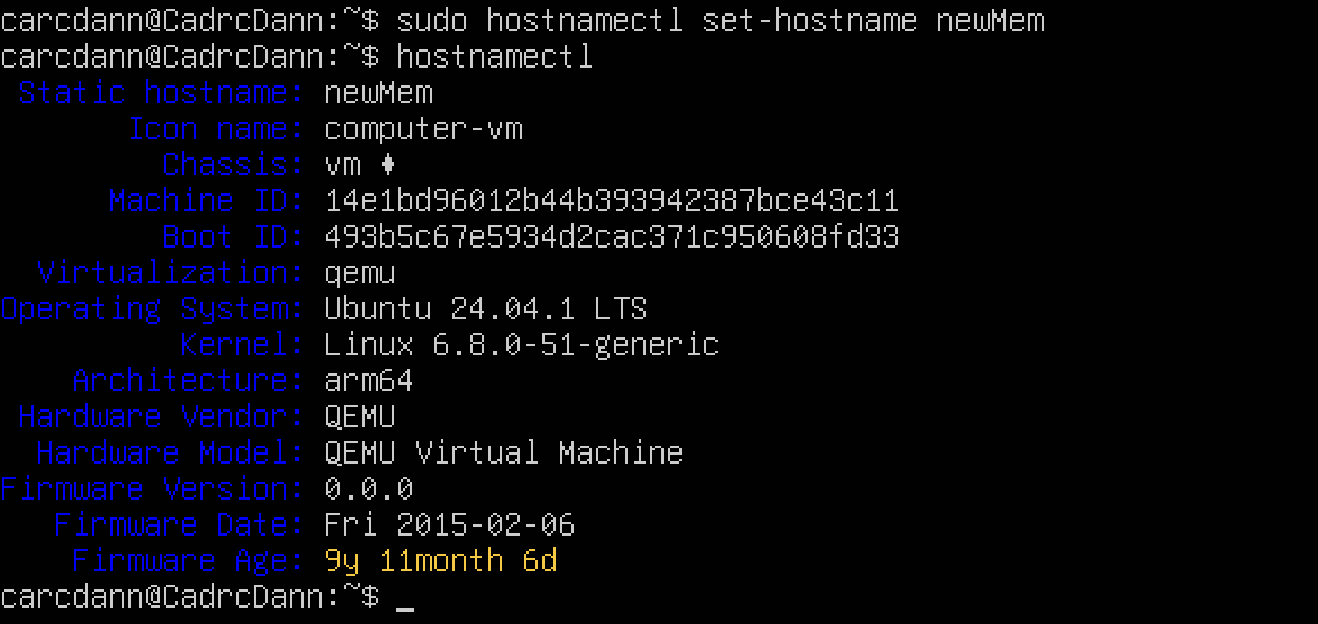 carcdann@CadrcDann:~$ sudo hostnamectl set-hostname newMem
carcdann@CadrcDann:~$ hostnamectl
Static hostname: newMem
Icon name: computer-vm
Chassis: vm ♦
Machine ID: 14e1bd96012b44b393942387bce43c11
Boot ID: 493b5c67e5934d2cac371c950608fd33
Virtualization: qemu
Operating System: Ubuntu 24.04.1 LTS
Kernel: Linux 6.8.0-51-generic
Architecture: arm64
Hardware Vendor: QEMU
Hardware Model: QEMU Virtual Machine
Firmware Version: 0.0.0
Firmware Date: Fri 2015-02-06
Firmware Age: 9y 11month 6d
carcdann@CadrcDann:~$ _